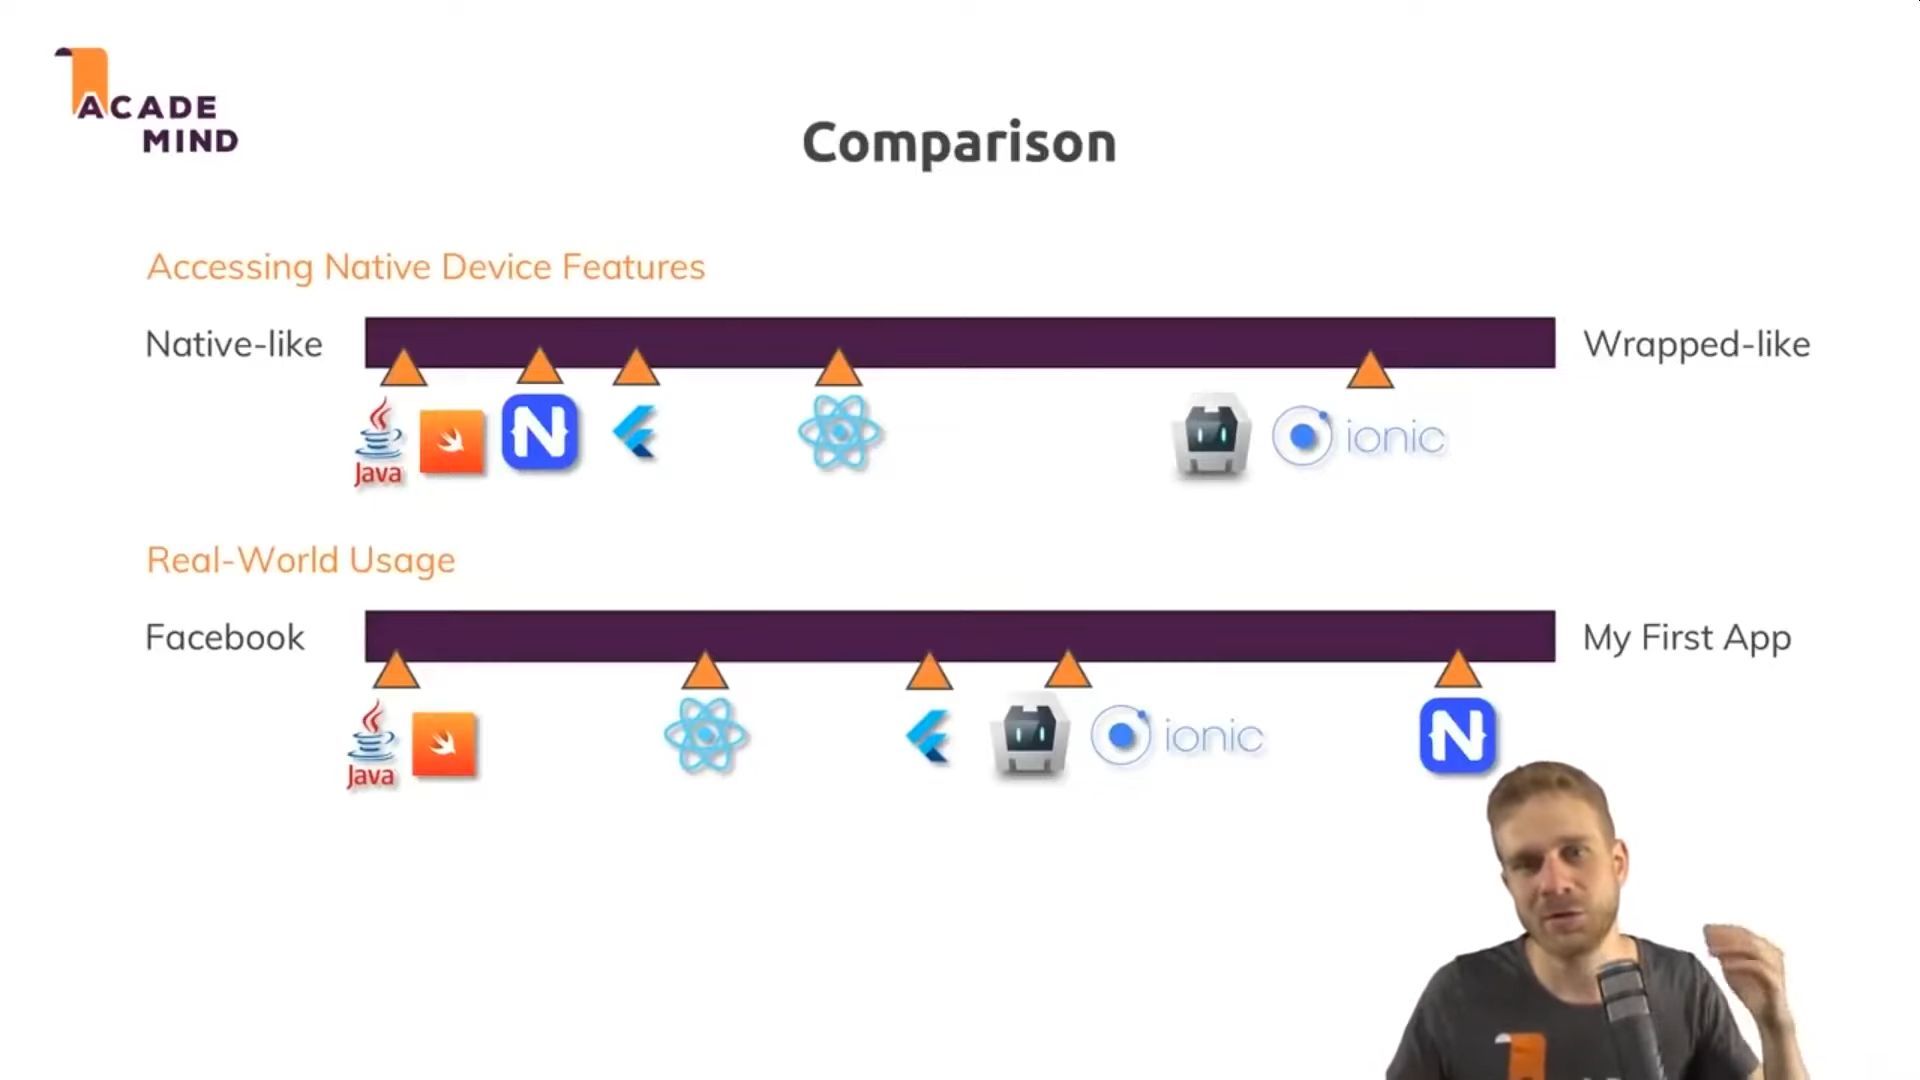 ACADE
MIND
Comparison
Accessing Native Device Features
Native-like
Wrapped-like
Java
N
ionic
Real-World Usage
Facebook
My First App
Java
ionic
N